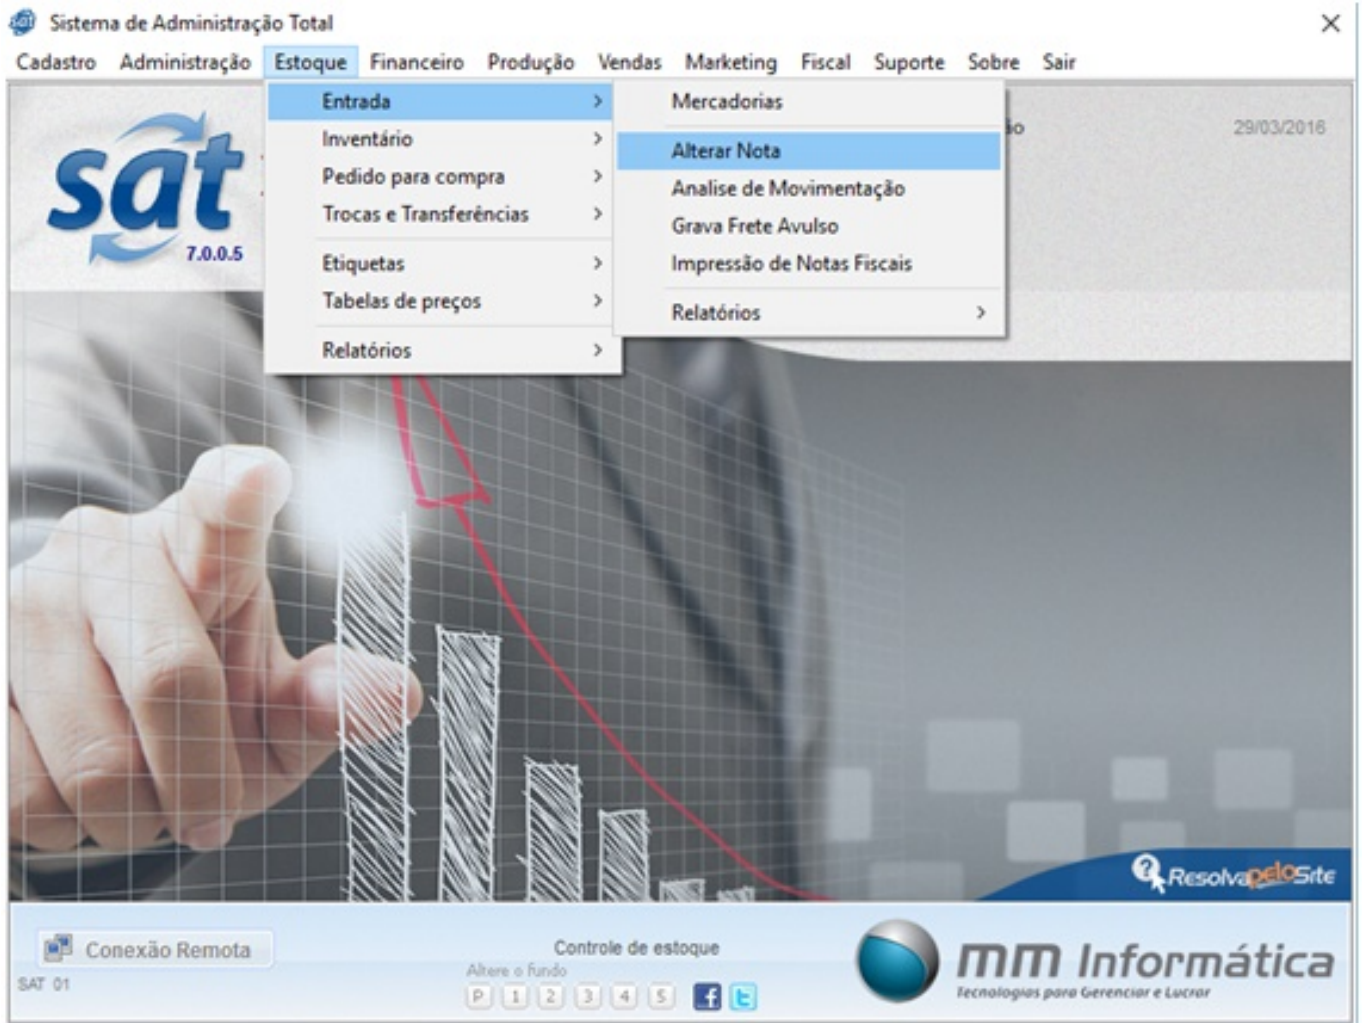 Sistema de Administração Total
Cadastro Administração Estoque Financeiro Produção Vendas Marketing Fiscal Suporte Sobre Sair
Entrada
Inventário
Pedido para compra
Trocas e Transferências
Etiquetas
Tabelas de preços
Relatórios
Mercadorias
Alterar Nota
Analise de Movimentação
Grava Frete Avulso
Impressão de Notas Fiscais
Relatórios
ão
29/03/2016
sat
7.0.0.5
ResolvapeloSite
Conexão Remota
SAT 01
Controle de estoque
Altere o fundo
P 1 2 3 4 5
mm Informática
Tecnologias para Gerenciar e Lucrar